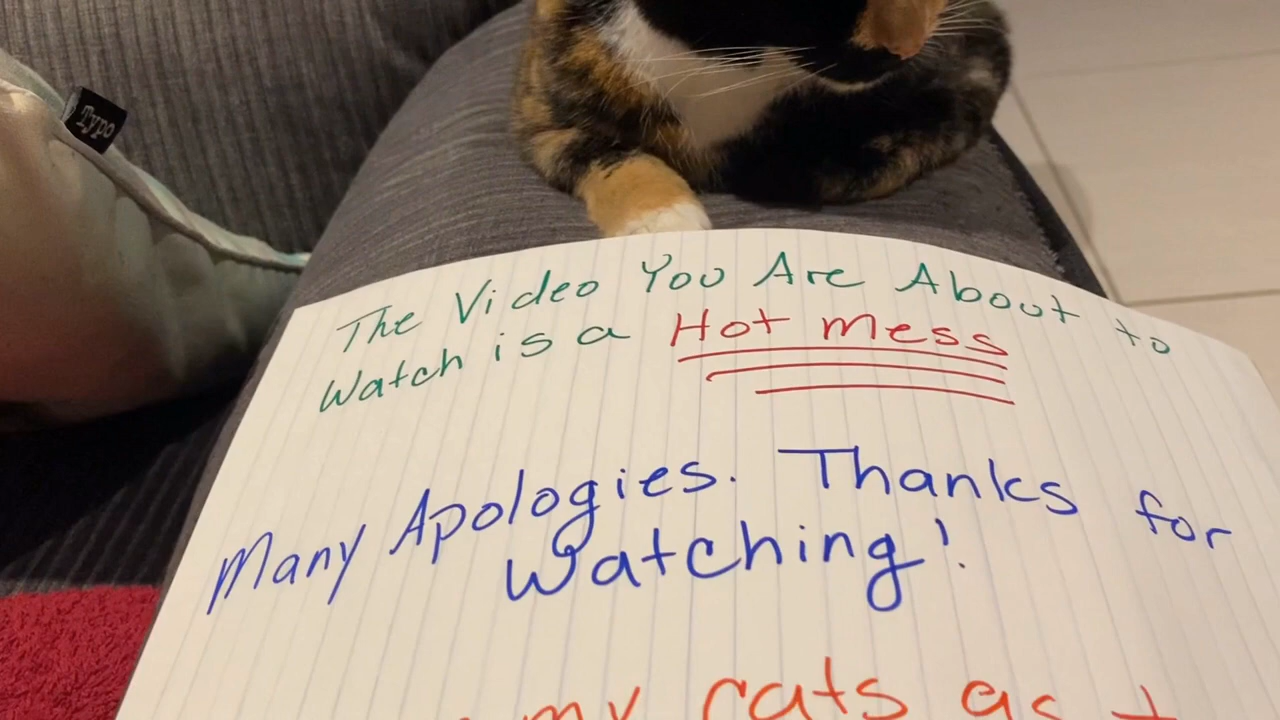 Typo
The Video You Are About to
Watch is a Hot mess
Many Apologies. Thanks for
Watching!
my cats as